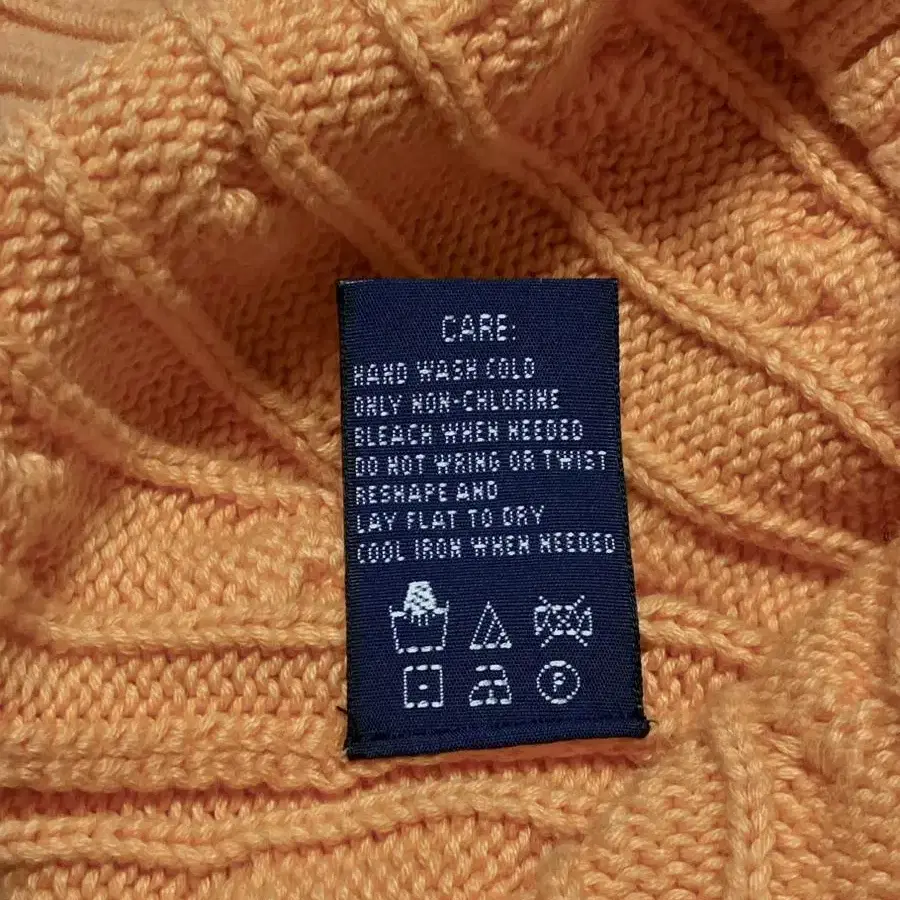 CARE:
HAND WASH COLD
ONLY NON-CHLORINE
BLEACH WHEN NEEDED
DO NOT WRING OR TWIST
RESHAPE AND
LAY FLAT TO DRY
COOL IRON WHEN NEEDED
P